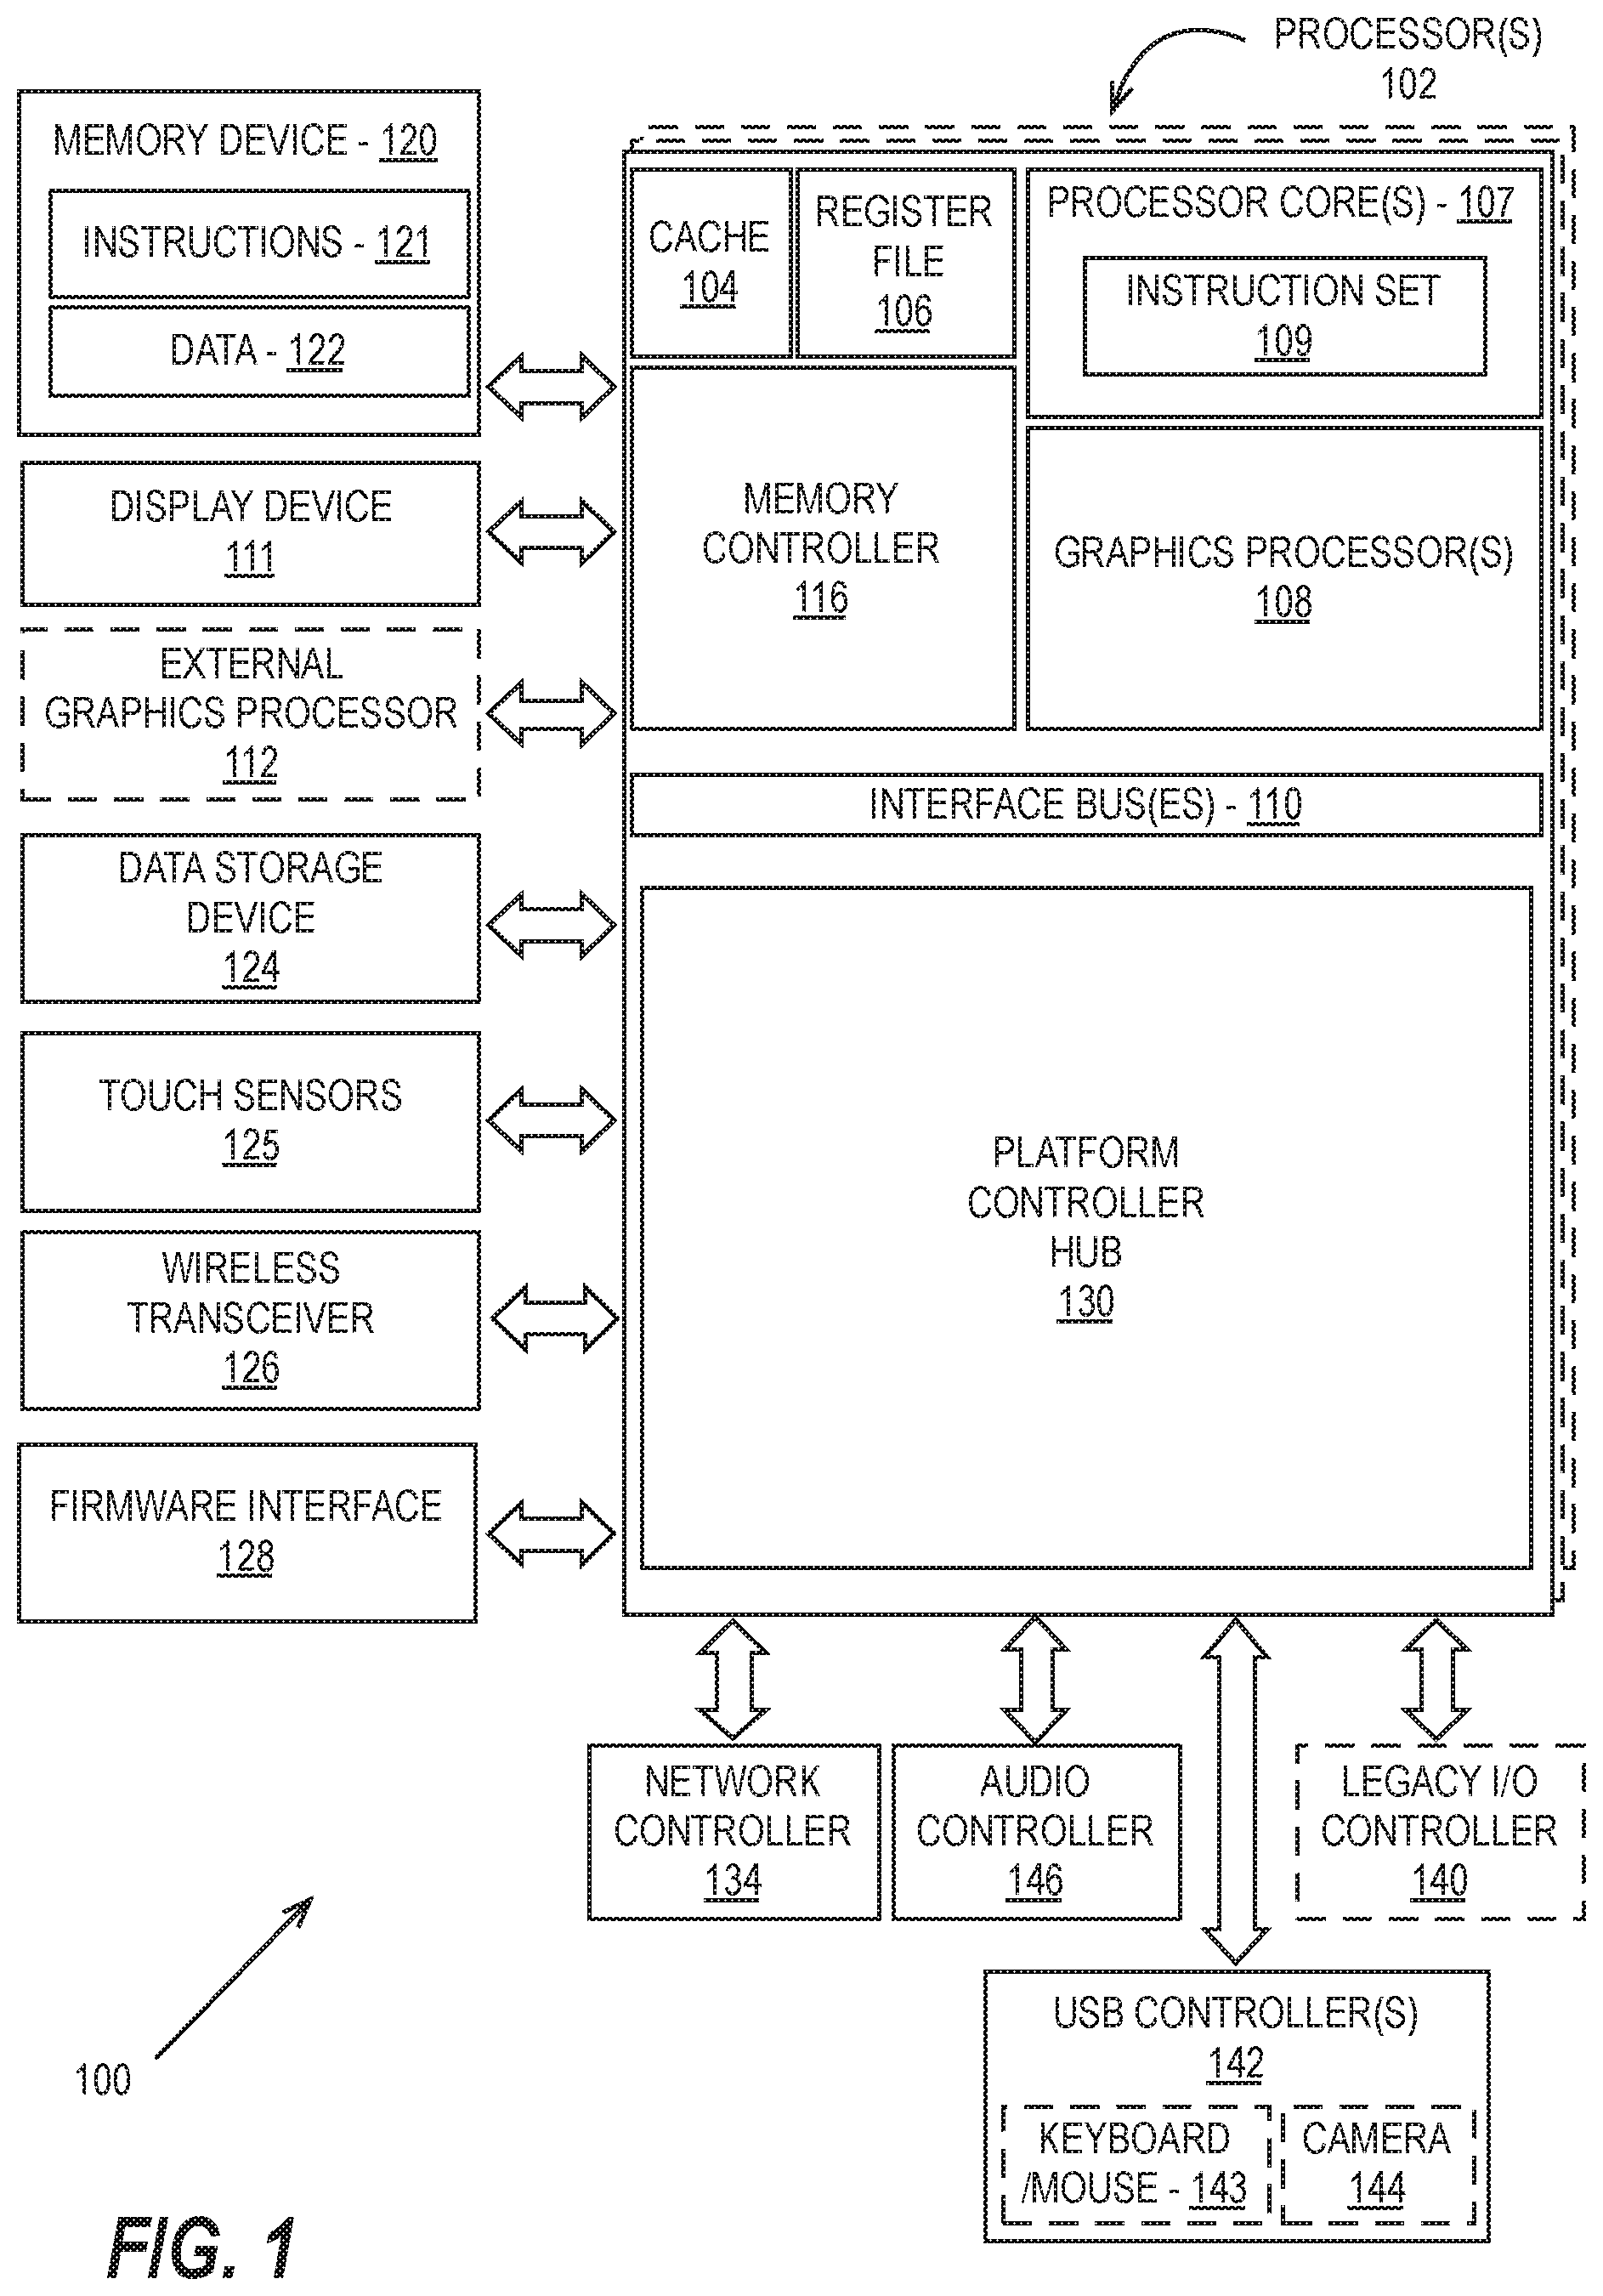 PROCESSOR(S)
102
MEMORY DEVICE - 120
INSTRUCTIONS - 121
DATA - 122
CACHE
104
REGISTER
FILE
106
PROCESSOR CORE(S) - 107
INSTRUCTION SET
109
DISPLAY DEVICE
111
MEMORY
CONTROLLER
116
GRAPHICS PROCESSOR(S)
108
EXTERNAL
GRAPHICS PROCESSOR
112
INTERFACE BUS(ES) - 110
DATA STORAGE
DEVICE
124
TOUCH SENSORS
125
PLATFORM
CONTROLLER
HUB
130
WIRELESS
TRANSCEIVER
126
FIRMWARE INTERFACE
128
NETWORK
CONTROLLER
134
AUDIO
CONTROLLER
146
LEGACY I/O
CONTROLLER
140
100
USB CONTROLLER(S)
142
KEYBOARD
/MOUSE - 143
CAMERA
144
FIG. 1